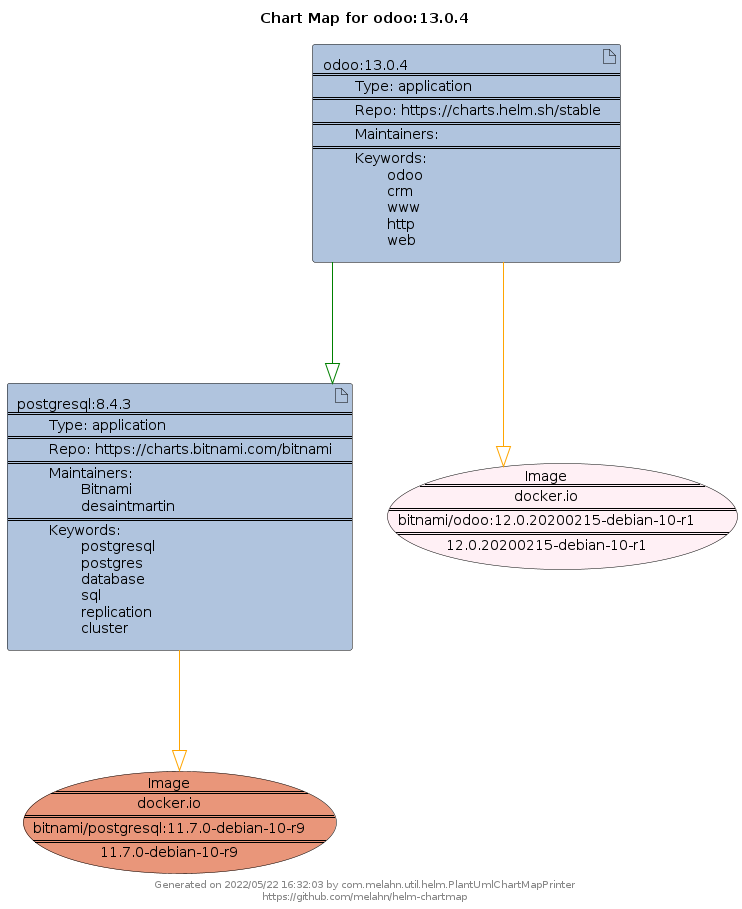 Chart Map for odoo:13.0.4
odoo:13.0.4
Type: application
Repo: https://charts.helm.sh/stable
Maintainers:
Keywords:
odoo
crm
www
http
web
postgresql:8.4.3
Type: application
Repo: https://charts.bitnami.com/bitnami
Maintainers:
Bitnami
desaintmartin
Keywords:
postgresql
postgres
database
sql
replication
cluster
Image
docker.io
bitnami/odoo:12.0.20200215-debian-10-r1
12.0.20200215-debian-10-r1
Image
docker.io
bitnami/postgresql:11.7.0-debian-10-r9
11.7.0-debian-10-r9
Generated on 2022/05/22 16:32:03 by com.melahn.util.helm.PlantUmlChartMapPrinter
https://github.com/melahn/helm-chartmap